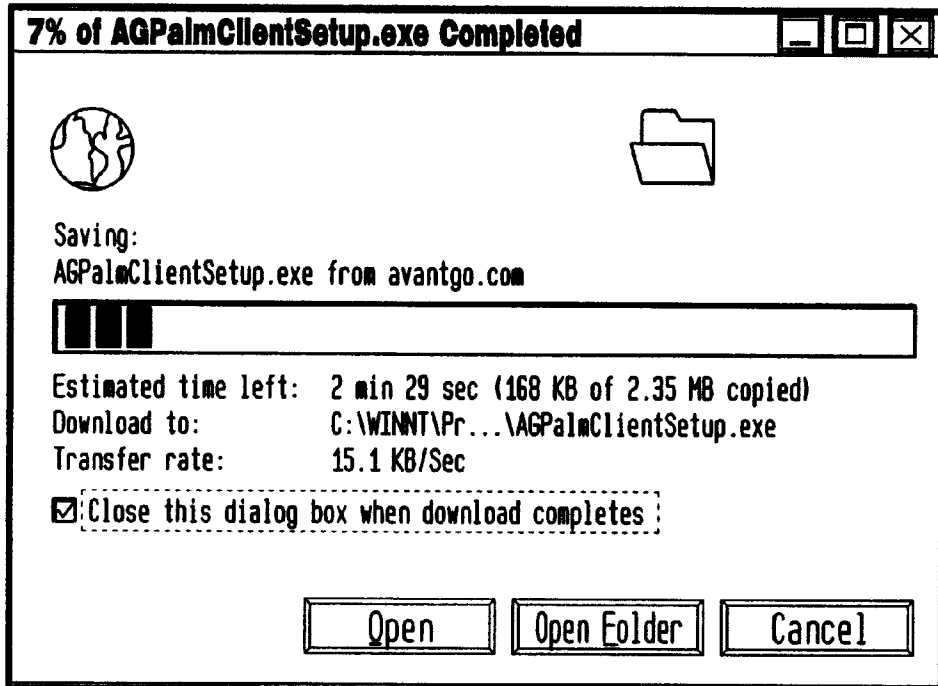 7% of AGPalmClientSetup.exe Completed
Saving:
AGPalmClientSetup.exe from avantgo.com
Estimated time left: 2 min 29 sec (168 KB of 2.35 MB copied)
Download to: C:\WINNT\Pr...\AGPalmClientSetup.exe
Transfer rate: 15.1 KB/Sec
Close this dialog box when download completes
Open Open Folder Cancel